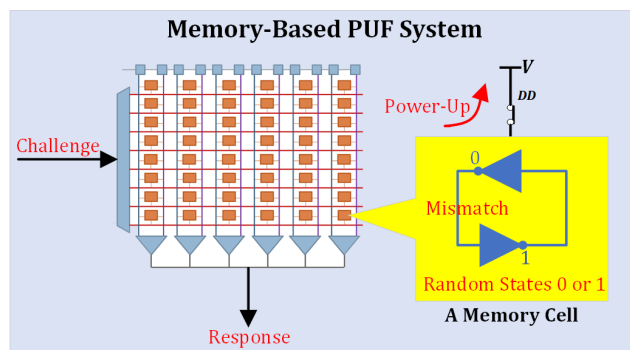 Memory-Based PUF System
V
DD
Power-Up
Challenge
0
Mismatch
1
Random States 0 or 1
A Memory Cell
Response